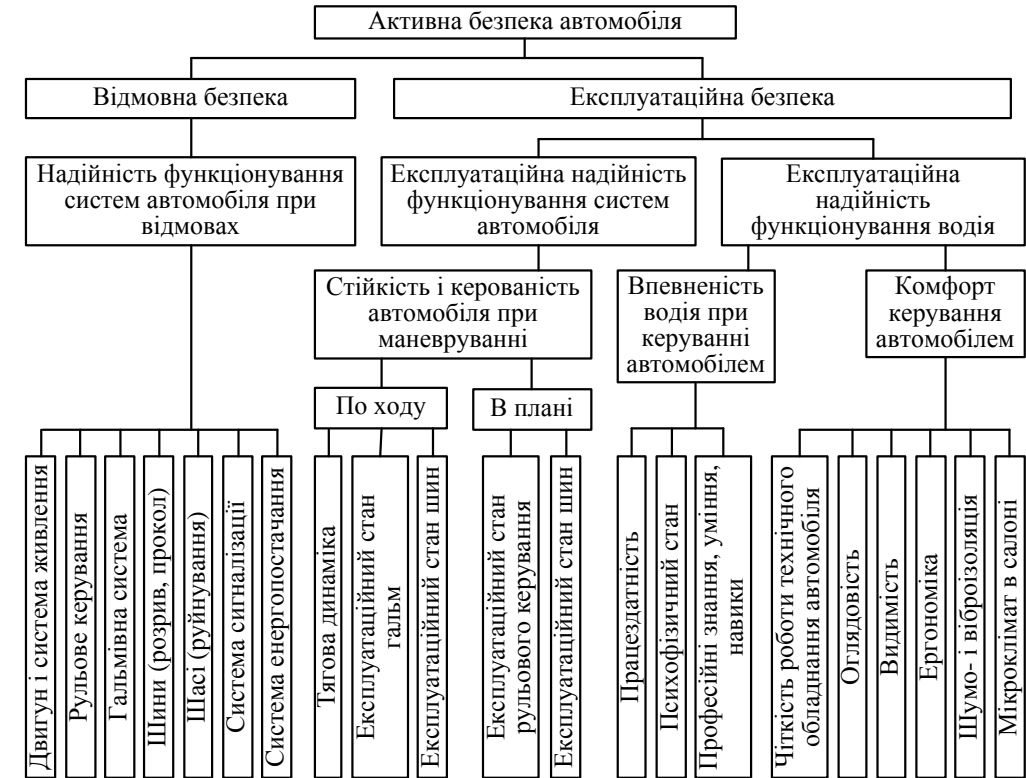 Активна безпека автомобіля
Відмовна безпека
Експлуатаційна безпека
Надійність функціонування
систем автомобіля при
відмовах
Експлуатаційна надійність
функціонування систем
автомобіля
Експлуатаційна
надійність
функціонування водія
Стійкість і керованість
автомобіля при
маневруванні
Впевненість
водія при
керуванні
автомобілем
Комфорт
керування
автомобілем
По ходу
В плані
Двигун і система живлення
Рульове керування
Гальмівна система
Шини (розрив, прокол)
Шасі (руйнування)
Система сигналізації
Система енергопостачання
Тягова динаміка
Експлуатаційний стан
гальм
Експлуатаційний стан шин
Експлуатаційний стан
рульового керування
Експлуатаційний стан шин
Працездатність
Психофізичний стан
Професійні знання, уміння,
навики
Чіткість роботи технічного
обладнання автомобіля
Оглядовість
Видимість
Ергономіка
Шумо- і віброізоляція
Мікроклімат в салоні